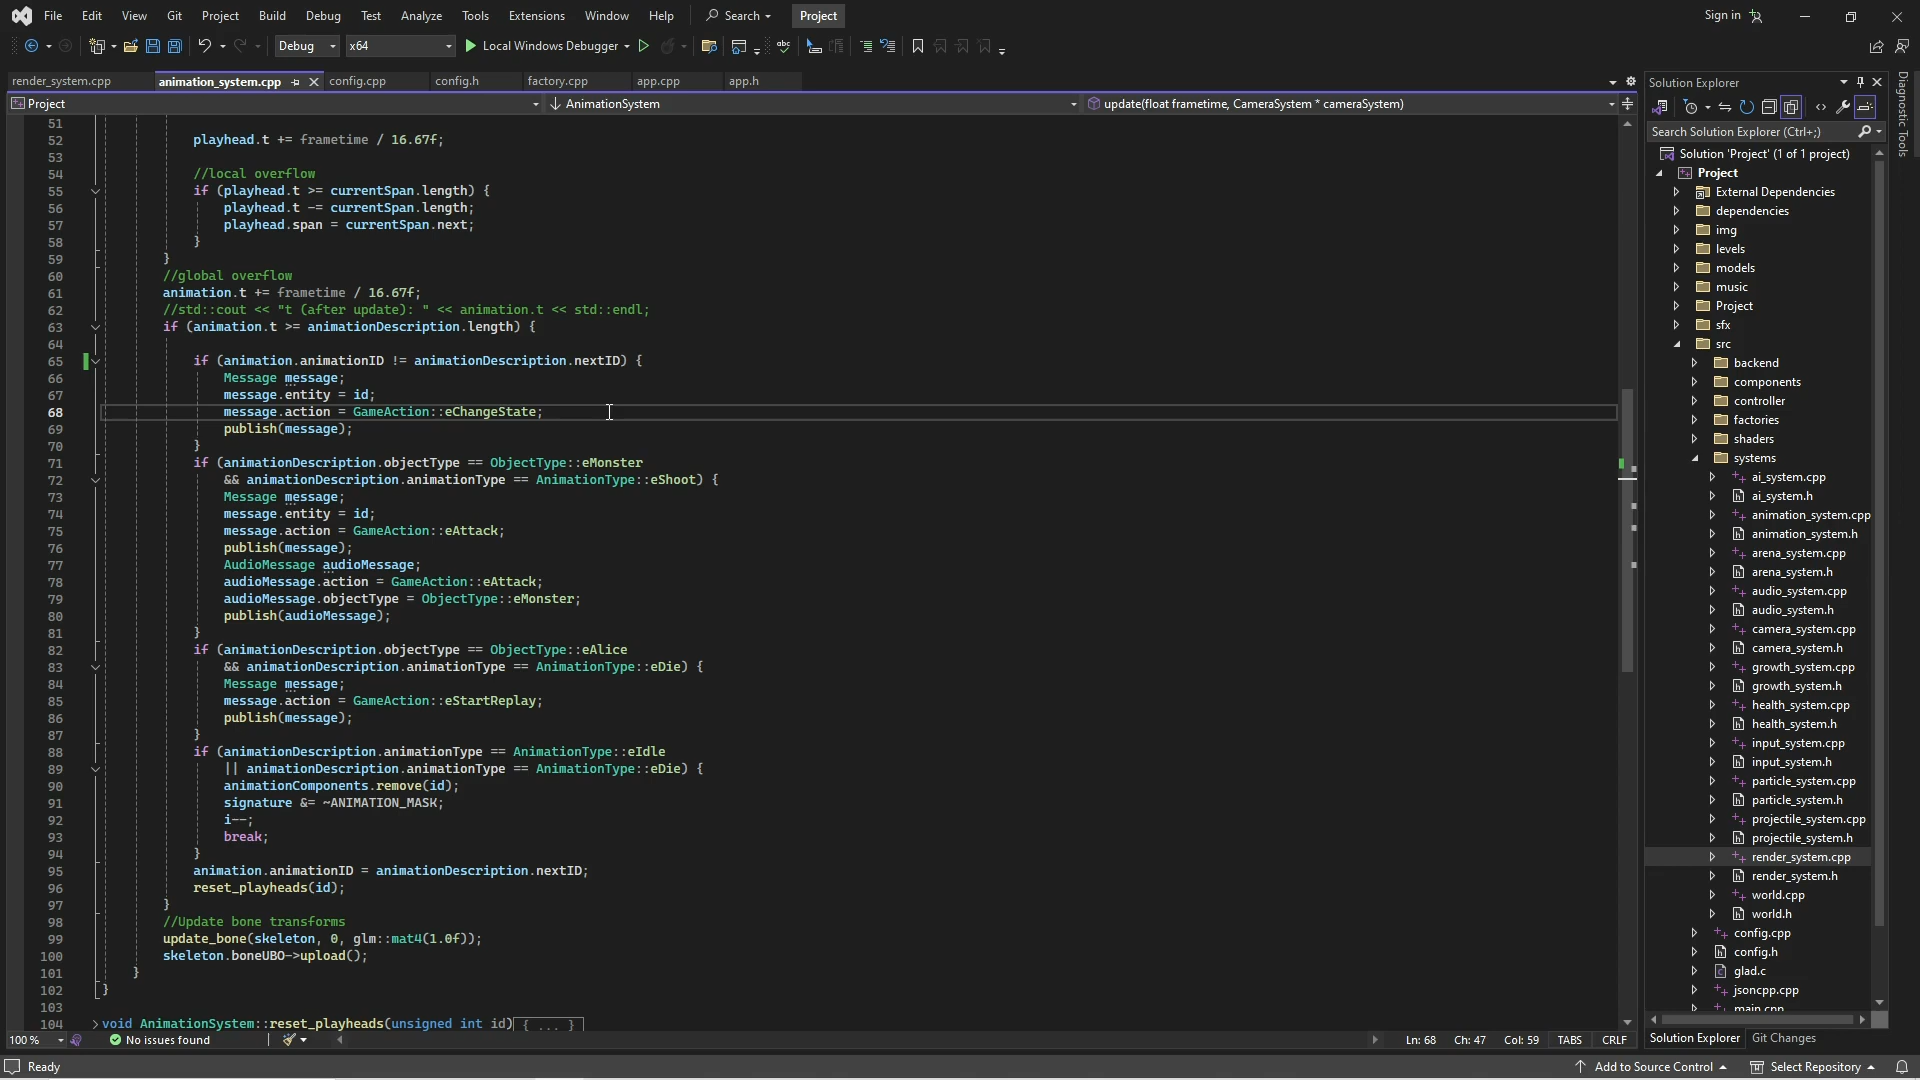 File Edit View Git Project Build Debug Test Analyze Tools Extensions Window Help Search Project Sign in
Debug x64 Local Windows Debugger
render_system.cpp animation_system.cpp config.cpp config.h factory.cpp app.cpp app.h
Project AnimationSystem update(float frametime, CameraSystem * cameraSystem)
51
52 playhead.t += frametime / 16.67f;
53
54 //local overflow
55 if (playhead.t >= currentSpan.length) {
56 playhead.t -= currentSpan.length;
57 playhead.span = currentSpan.next;
58 }
59 }
60 //global overflow
61 animation.t += frametime / 16.67f;
62 //std::cout << "t (after update): " << animation.t << std::endl;
63 if (animation.t >= animationDescription.length) {
64
65 if (animation.animationID != animationDescription.nextID) {
66 Message message;
67 message.entity = id;
68 message.action = GameAction::eChangeState;
69 publish(message);
70 }
71 if (animationDescription.objectType == ObjectType::eMonster
72 && animationDescription.animationType == AnimationType::eShoot) {
73 Message message;
74 message.entity = id;
75 message.action = GameAction::eAttack;
76 publish(message);
77 AudioMessage audioMessage;
78 audioMessage.action = GameAction::eAttack;
79 audioMessage.objectType = ObjectType::eMonster;
80 publish(audioMessage);
81 }
82 if (animationDescription.objectType == ObjectType::eAlice
83 && animationDescription.animationType == AnimationType::eDie) {
84 Message message;
85 message.action = GameAction::eStartReplay;
86 publish(message);
87 }
88 if (animationDescription.animationType == AnimationType::eIdle
89 || animationDescription.animationType == AnimationType::eDie) {
90 animationComponents.remove(id);
91 signature &= ~ANIMATION_MASK;
92 i--;
93 break;
94 }
95 animation.animationID = animationDescription.nextID;
96 reset_playheads(id);
97 }
98 //Update bone transforms
99 update_bone(skeleton, 0, glm::mat4(1.0f));
100 skeleton.boneUBO->upload();
101 }
102 }
103
104 void AnimationSystem::reset_playheads(unsigned int id){ ... }
100 % No issues found Ln: 68 Ch: 47 Col: 59 TABS CRLF
Solution Explorer
Search Solution Explorer (Ctrl+;)
Solution 'Project' (1 of 1 project)
Project
External Dependencies
dependencies
img
levels
models
music
Project
sfx
src
backend
components
controller
factories
shaders
systems
ai_system.cpp
ai_system.h
animation_system.cpp
animation_system.h
arena_system.cpp
arena_system.h
audio_system.cpp
audio_system.h
camera_system.cpp
camera_system.h
growth_system.cpp
growth_system.h
health_system.cpp
health_system.h
input_system.cpp
input_system.h
particle_system.cpp
particle_system.h
projectile_system.cpp
projectile_system.h
render_system.cpp
render_system.h
world.cpp
world.h
config.cpp
config.h
glad.c
jsoncpp.cpp
main.cpp
Solution Explorer Git Changes
Diagnostic Tools
Ready Add to Source Control Select Repository